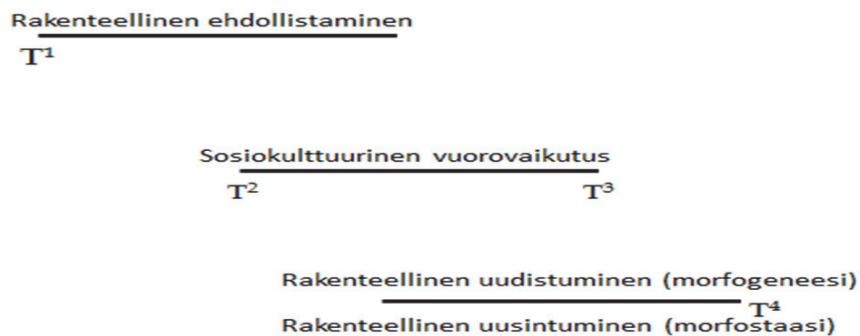 Rakenteellinen ehdollistaminen
T¹
Sosiokulttuurinen vuorovaikutus
T² T³
Rakenteellinen uudistuminen (morfogeneesi)
T⁴
Rakenteellinen uusintuminen (morfostaasi)